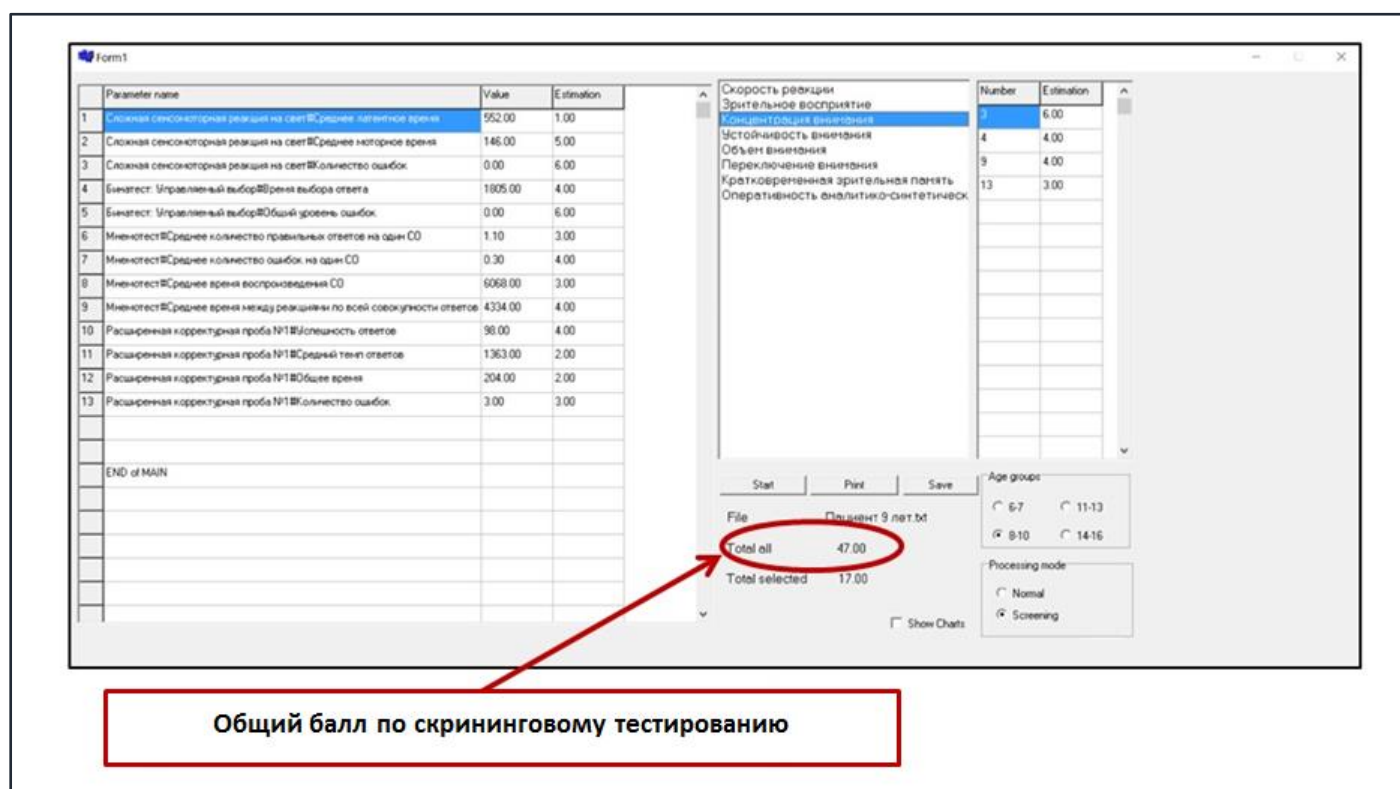 Form1
Parameter name Value Estimation
1 Сложная сенсомоторная реакция на свет#Среднее латентное время 552.00 1.00
2 Сложная сенсомоторная реакция на свет#Среднее моторное время 146.00 5.00
3 Сложная сенсомоторная реакция на свет#Количество ошибок 0.00 6.00
4 Бинатест: Управляемый выбор#Время выбора ответа 1805.00 4.00
5 Бинатест: Управляемый выбор#Общий уровень ошибок 0.00 6.00
6 Мнемотест#Среднее количество правильных ответов на один СО 1.10 3.00
7 Мнемотест#Среднее количество ошибок на один СО 0.30 4.00
8 Мнемотест#Среднее время воспроизведения СО 6068.00 3.00
9 Мнемотест#Среднее время между реакциями по всей совокупности ответов 4334.00 4.00
10 Расширенная корректурная проба №1#Успешность ответов 98.00 4.00
11 Расширенная корректурная проба №1#Средний темп ответов 1363.00 2.00
12 Расширенная корректурная проба №1#Общее время 204.00 2.00
13 Расширенная корректурная проба №1#Количество ошибок 3.00 3.00
END of MAIN
Скорость реакции
Зрительное восприятие
Концентрация внимания
Устойчивость внимания
Объем внимания
Переключение внимания
Кратковременная зрительная память
Оперативность аналитико-синтетическ
Number Estimation
3 6.00
4 4.00
9 4.00
13 3.00
Start Print Save
File Пациент 9 лет.txt
Total all 47.00
Total selected 17.00
Show Charts
Age groups
6-7 11-13
8-10 14-16
Processing mode
Normal
Screening
Общий балл по скрининговому тестированию